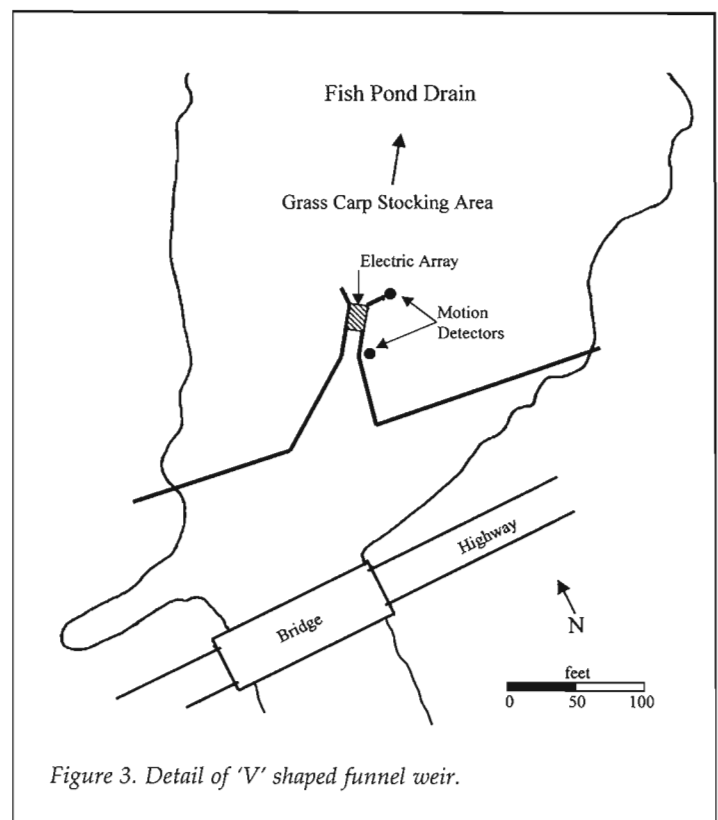 Fish Pond Drain
Grass Carp Stocking Area
Electric Array
Motion
Detectors
Highway
Bridge
N
feet
0 50 100
Figure 3. Detail of 'V' shaped funnel weir.